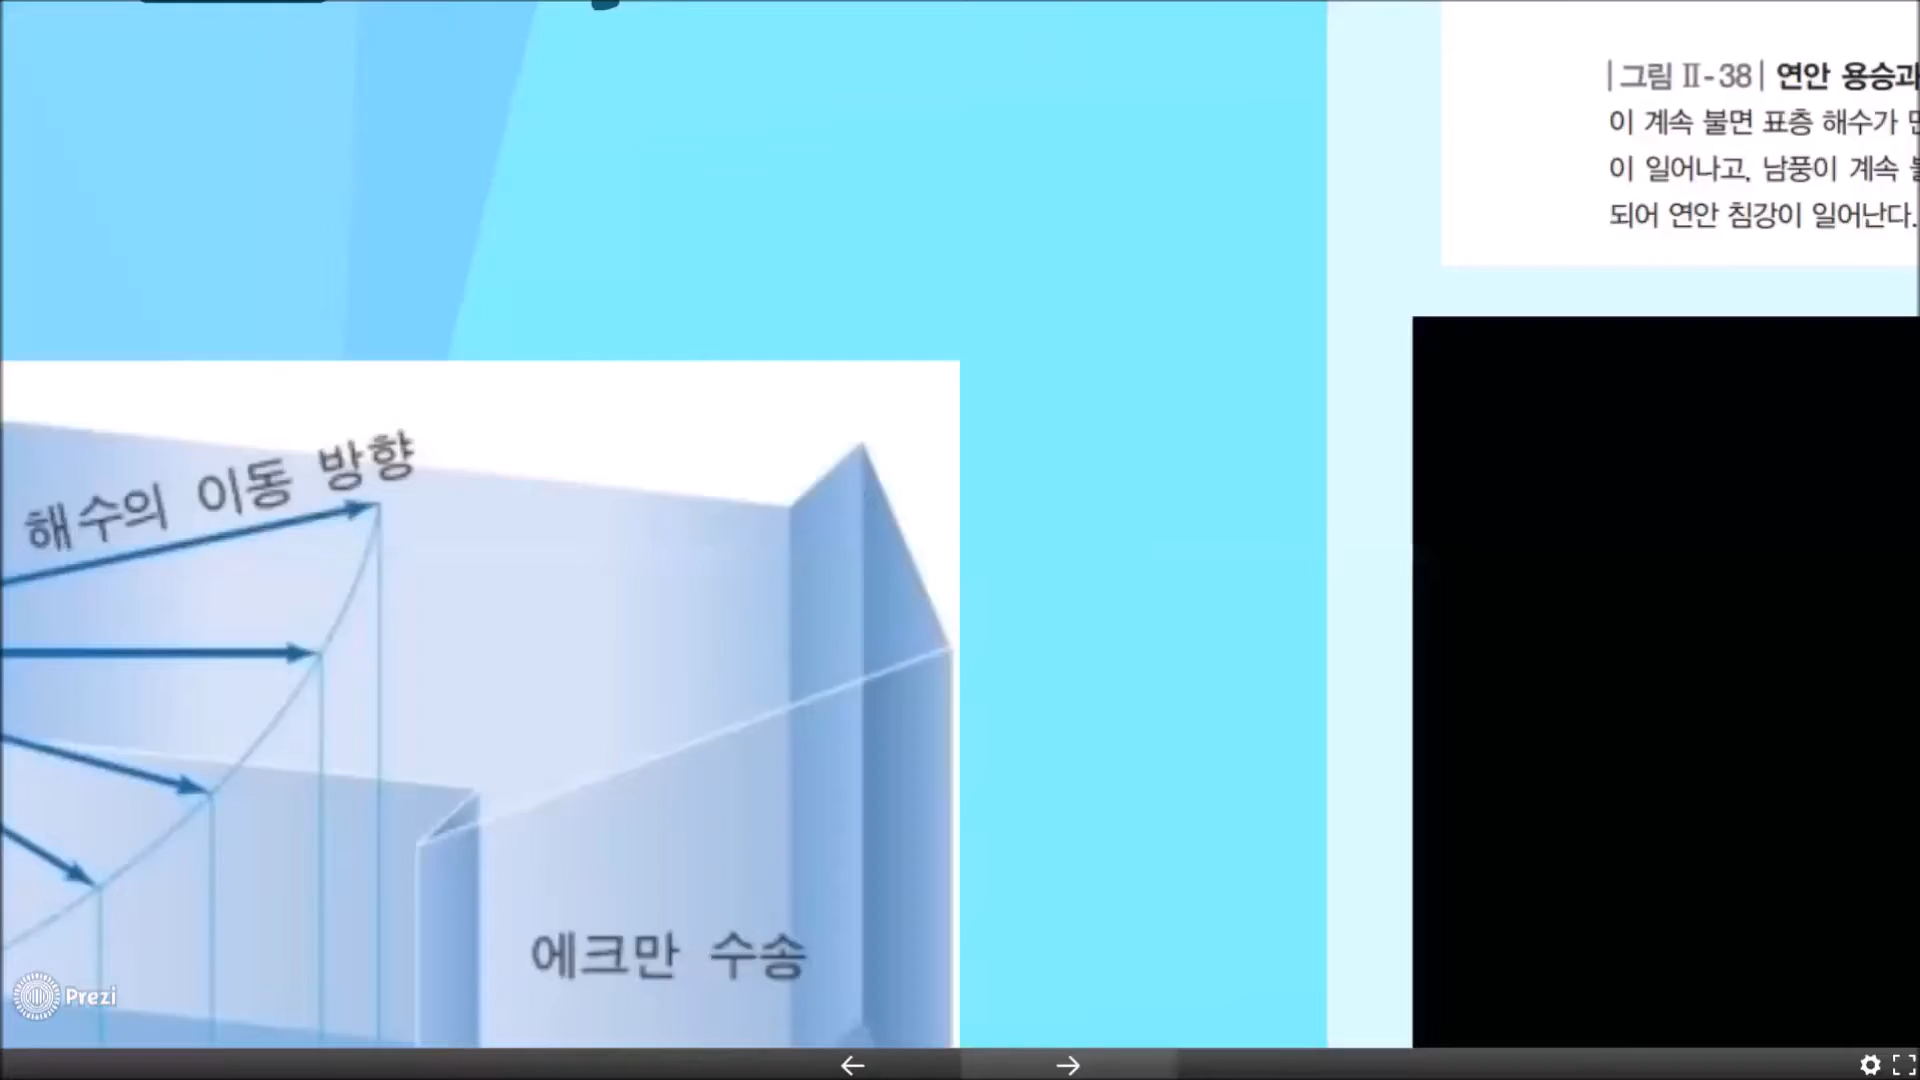 |그림 Ⅱ-38| 연안 용승과
이 계속 불면 표층 해수가
이 일어나고, 남풍이 계속
되어 연안 침강이 일어난다.
해수의 이동 방향
에크만 수송
Prezi